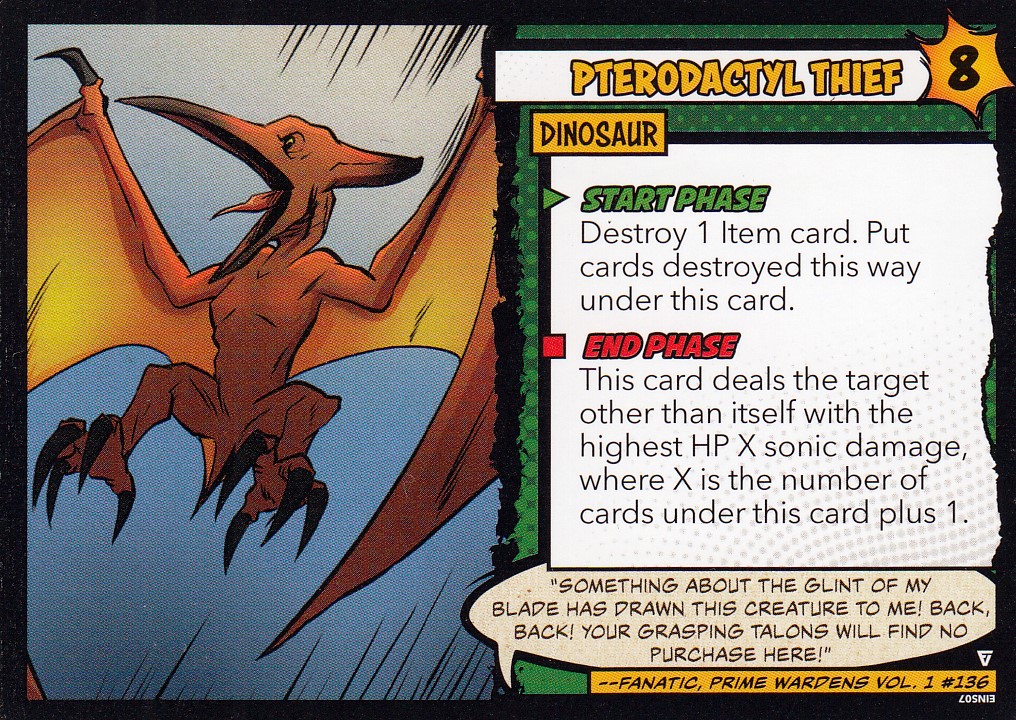 PTERODACTYL THIEF
8
DINOSAUR
START PHASE
Destroy 1 Item card. Put
cards destroyed this way
under this card.
END PHASE
This card deals the target
other than itself with the
highest HP X sonic damage,
where X is the number of
cards under this card plus 1.
"SOMETHING ABOUT THE GLINT OF MY
BLADE HAS DRAWN THIS CREATURE TO ME! BACK,
BACK! YOUR GRASPING TALONS WILL FIND NO
PURCHASE HERE!"
--FANATIC, PRIME WARDENS VOL. 1 #136
EINS07